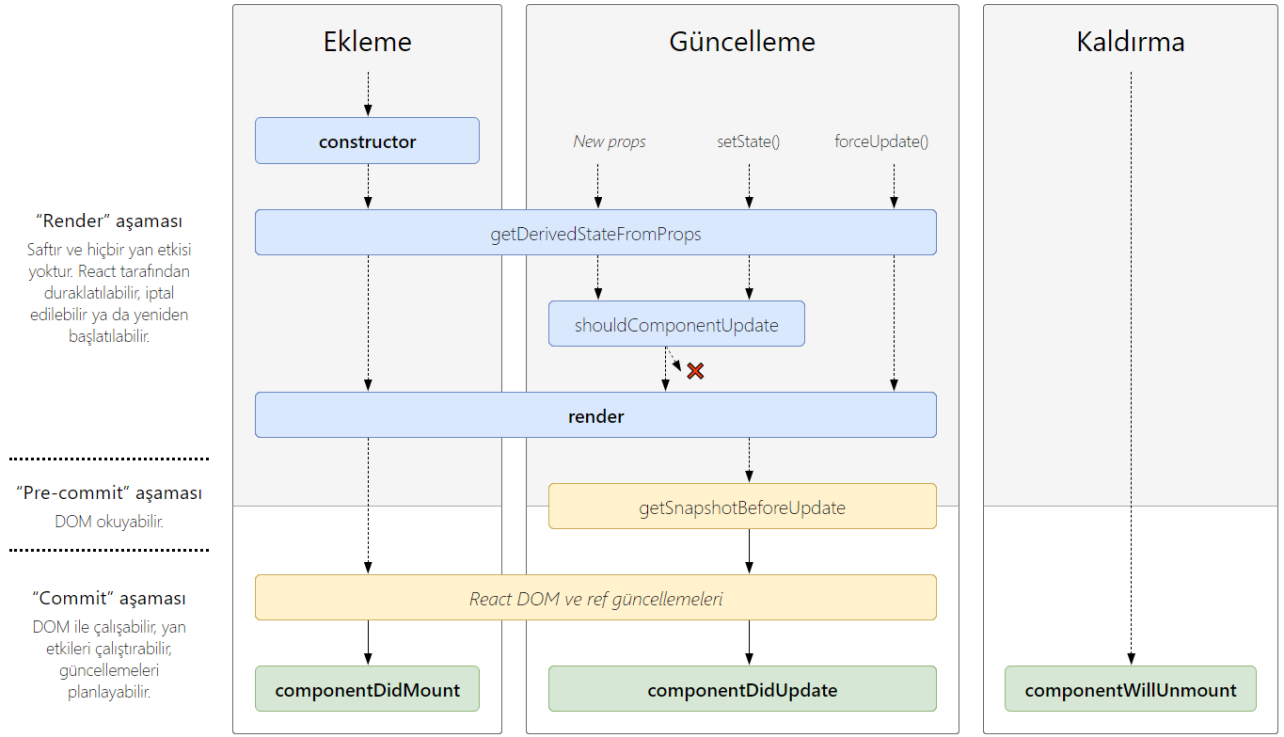 Ekleme
Güncelleme
Kaldırma
constructor
New props
setState()
forceUpdate()
“Render” aşaması
Saftır ve hiçbir yan etkisi
yoktur. React tarafından
duraklatılabilir, iptal
edilebilir ya da yeniden
başlatılabilir.
getDerivedStateFromProps
shouldComponentUpdate
render
“Pre-commit” aşaması
DOM okuyabilir.
getSnapshotBeforeUpdate
“Commit” aşaması
DOM ile çalışabilir, yan
etkileri çalıştırabilir,
güncellemeleri
planlayabilir.
React DOM ve ref güncellemeleri
componentDidMount
componentDidUpdate
componentWillUnmount